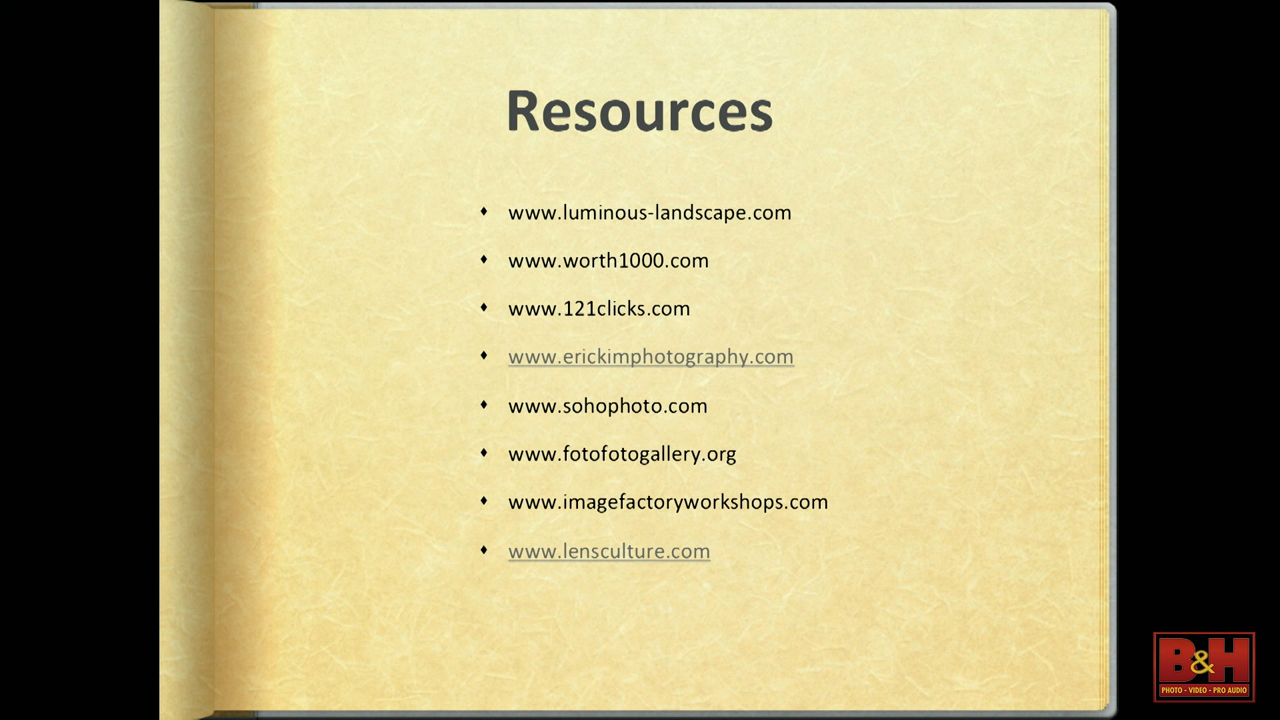 Resources
www.luminous-landscape.com
www.worth1000.com
www.121clicks.com
www.erickimphotography.com
www.sohophoto.com
www.fotofotogallery.org
www.imagefactoryworkshops.com
www.lensculture.com
B&H
PHOTO - VIDEO - PRO AUDIO